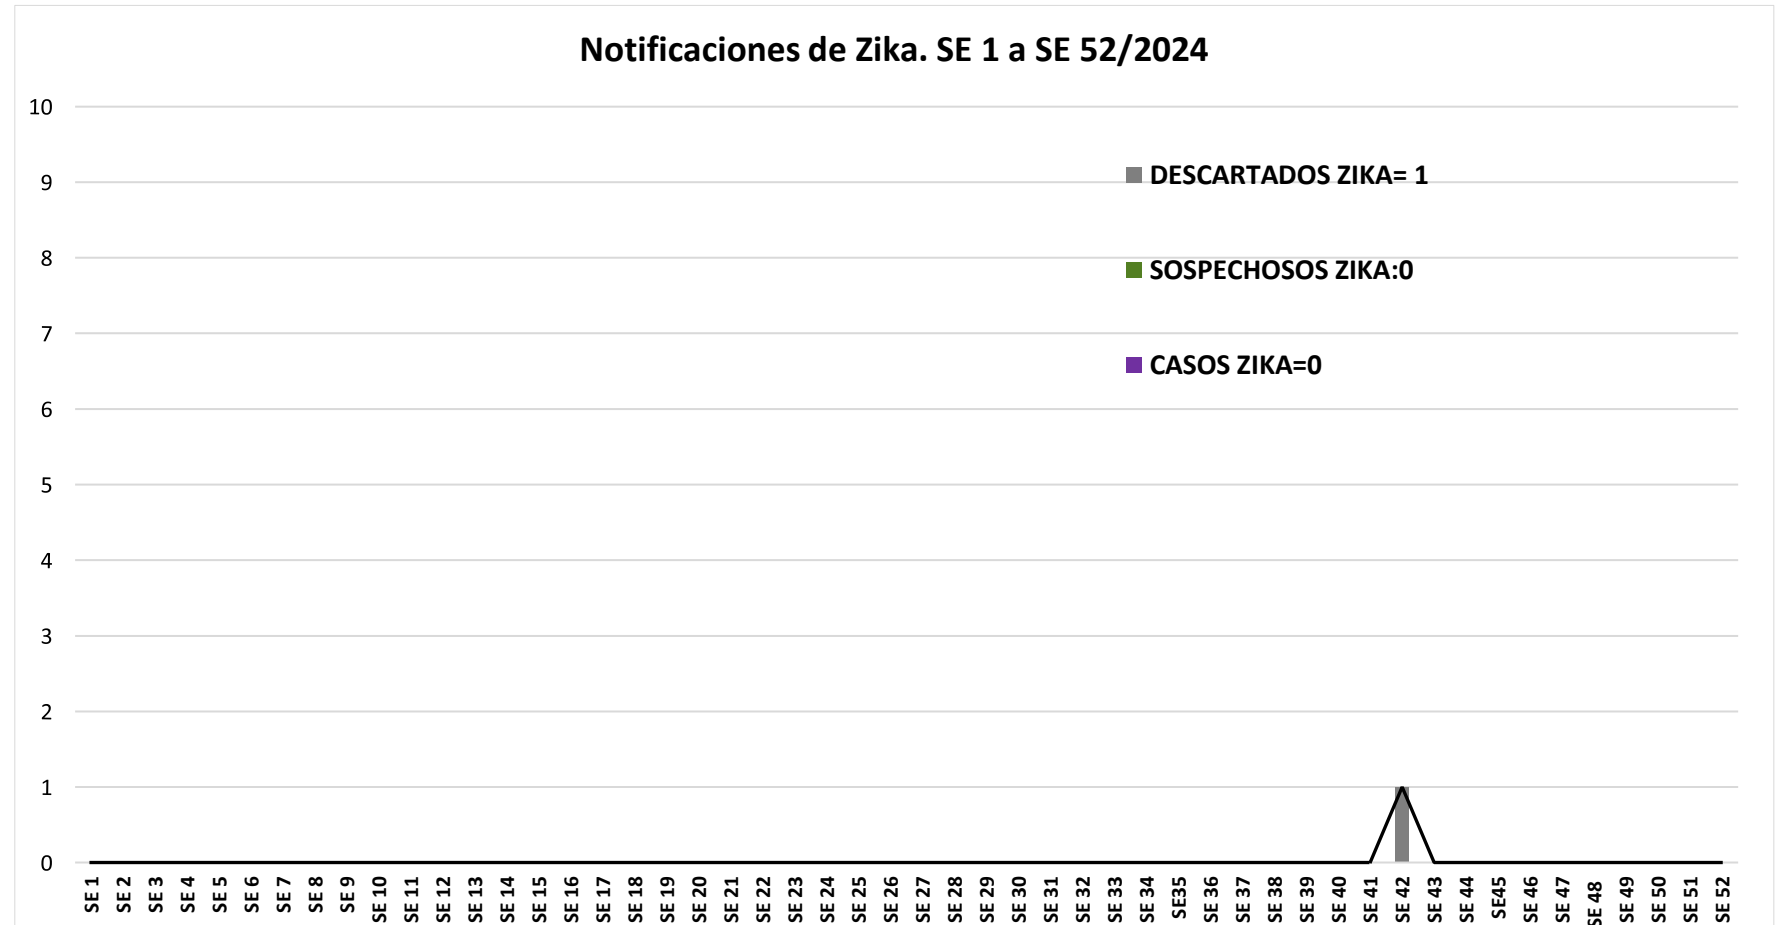 Notificaciones de Zika. SE 1 a SE 52/2024
10
9
8
7
6
5
4
3
2
1
0
DESCARTADOS ZIKA= 1
SOSPECHOSOS ZIKA:0
CASOS ZIKA=0
SE 1
SE 2
SE 3
SE 4
SE 5
SE 6
SE 7
SE 8
SE 9
SE 10
SE 11
SE 12
SE 13
SE 14
SE 15
SE 16
SE 17
SE 18
SE 19
SE 20
SE 21
SE 22
SE 23
SE 24
SE 25
SE 26
SE 27
SE 28
SE 29
SE 30
SE 31
SE 32
SE 33
SE 34
SE35
SE 36
SE 37
SE 38
SE 39
SE 40
SE 41
SE 42
SE 43
SE 44
SE45
SE 46
SE 47
SE 48
SE 49
SE 50
SE 51
SE 52